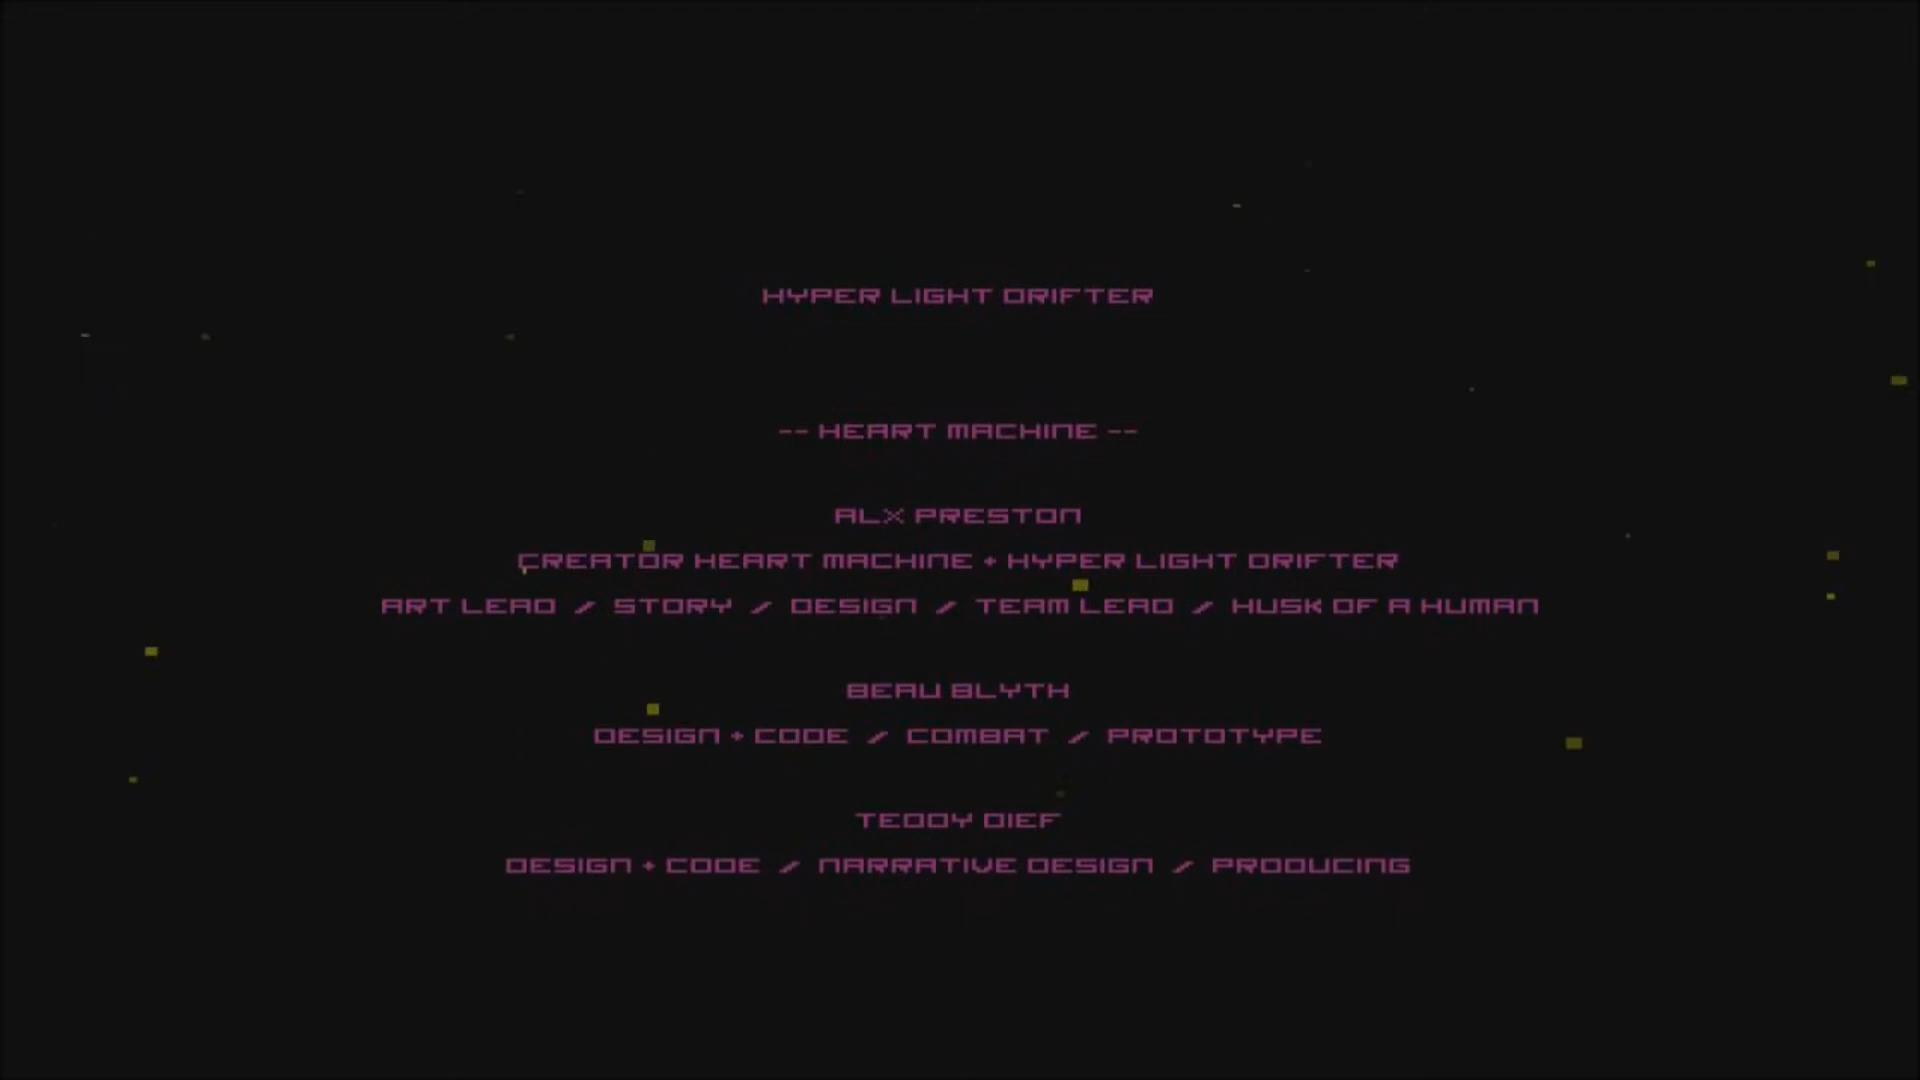 HYPER LIGHT DRIFTER
-- HEART MACHINE --
ALX PRESTON
CREATOR HEART MACHINE + HYPER LIGHT DRIFTER
ART LEAD / STORY / DESIGN / TEAM LEAD / HUSK OF A HUMAN
BEAU BLYTH
DESIGN + CODE / COMBAT / PROTOTYPE
TEDDY DIEF
DESIGN + CODE / NARRATIVE DESIGN / PRODUCING